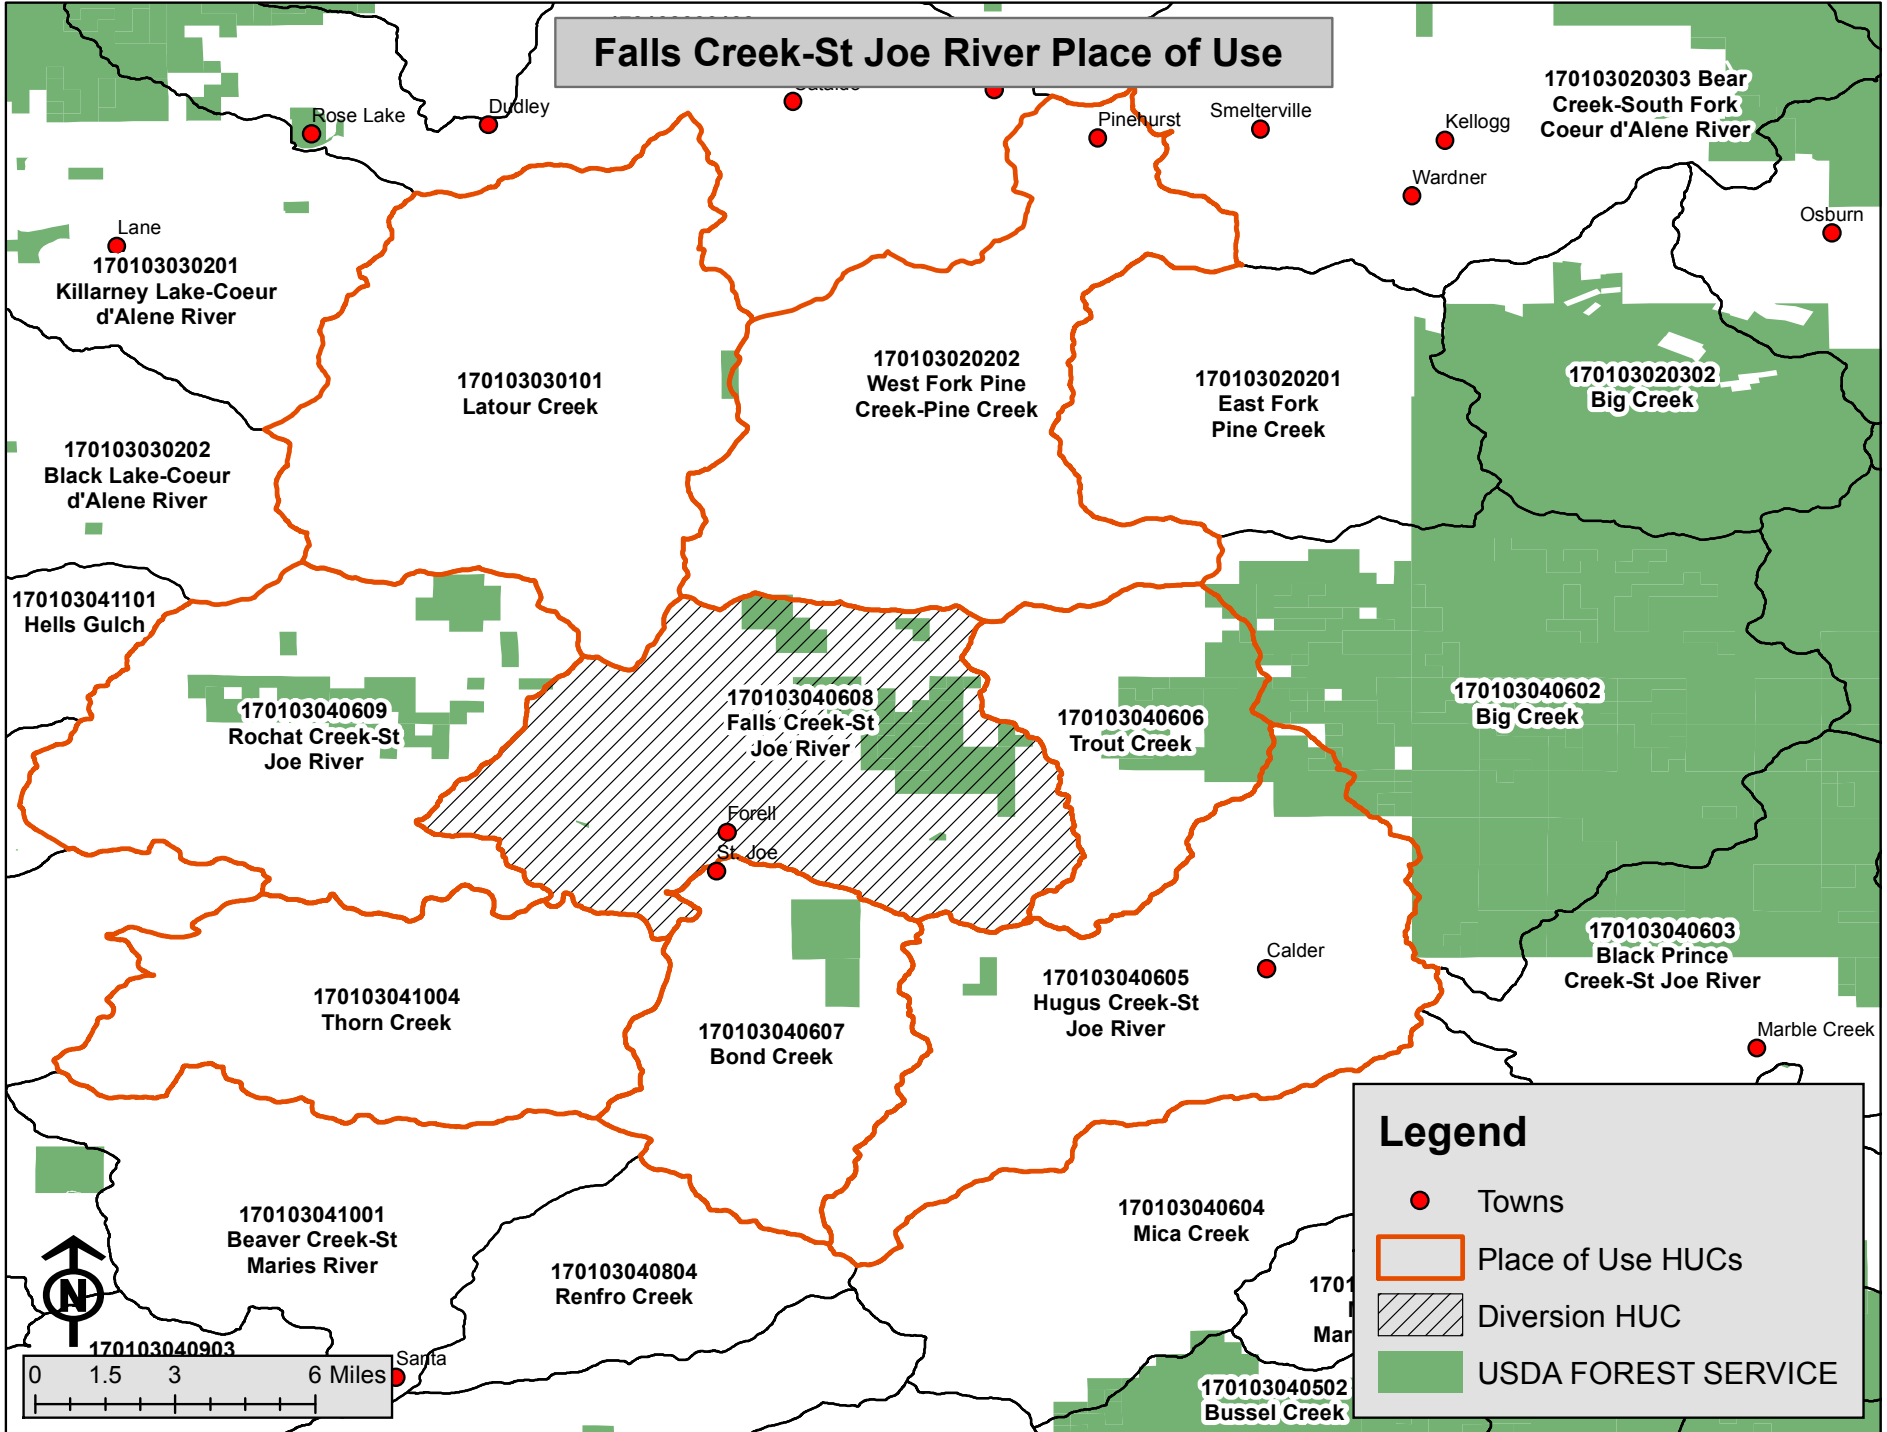 Falls Creek-St Joe River Place of Use
170103020303 Bear
Creek-South Fork
Coeur d'Alene River
Rose Lake
Dudley
Pinehurst
Smelterville
Kellogg
Wardner
Osburn
Lane
170103030201
Killarney Lake-Coeur
d'Alene River
170103030101
Latour Creek
170103020202
West Fork Pine
Creek-Pine Creek
170103020201
East Fork
Pine Creek
170103020302
Big Creek
170103030202
Black Lake-Coeur
d'Alene River
170103041101
Hells Gulch
170103040609
Rochat Creek-St
Joe River
170103040608
Falls Creek-St
Joe River
170103040606
Trout Creek
170103040602
Big Creek
Forell
St. Joe
170103040603
Black Prince
Creek-St Joe River
Calder
170103040605
Hugus Creek-St
Joe River
170103041004
Thorn Creek
170103040607
Bond Creek
Marble Creek
170103040604
Mica Creek
170103041001
Beaver Creek-St
Maries River
170103040804
Renfro Creek
1701
Mar
170103040903
Santa
170103040502
Bussel Creek
N
0 1.5 3 6 Miles
Legend
Towns
Place of Use HUCs
Diversion HUC
USDA FOREST SERVICE